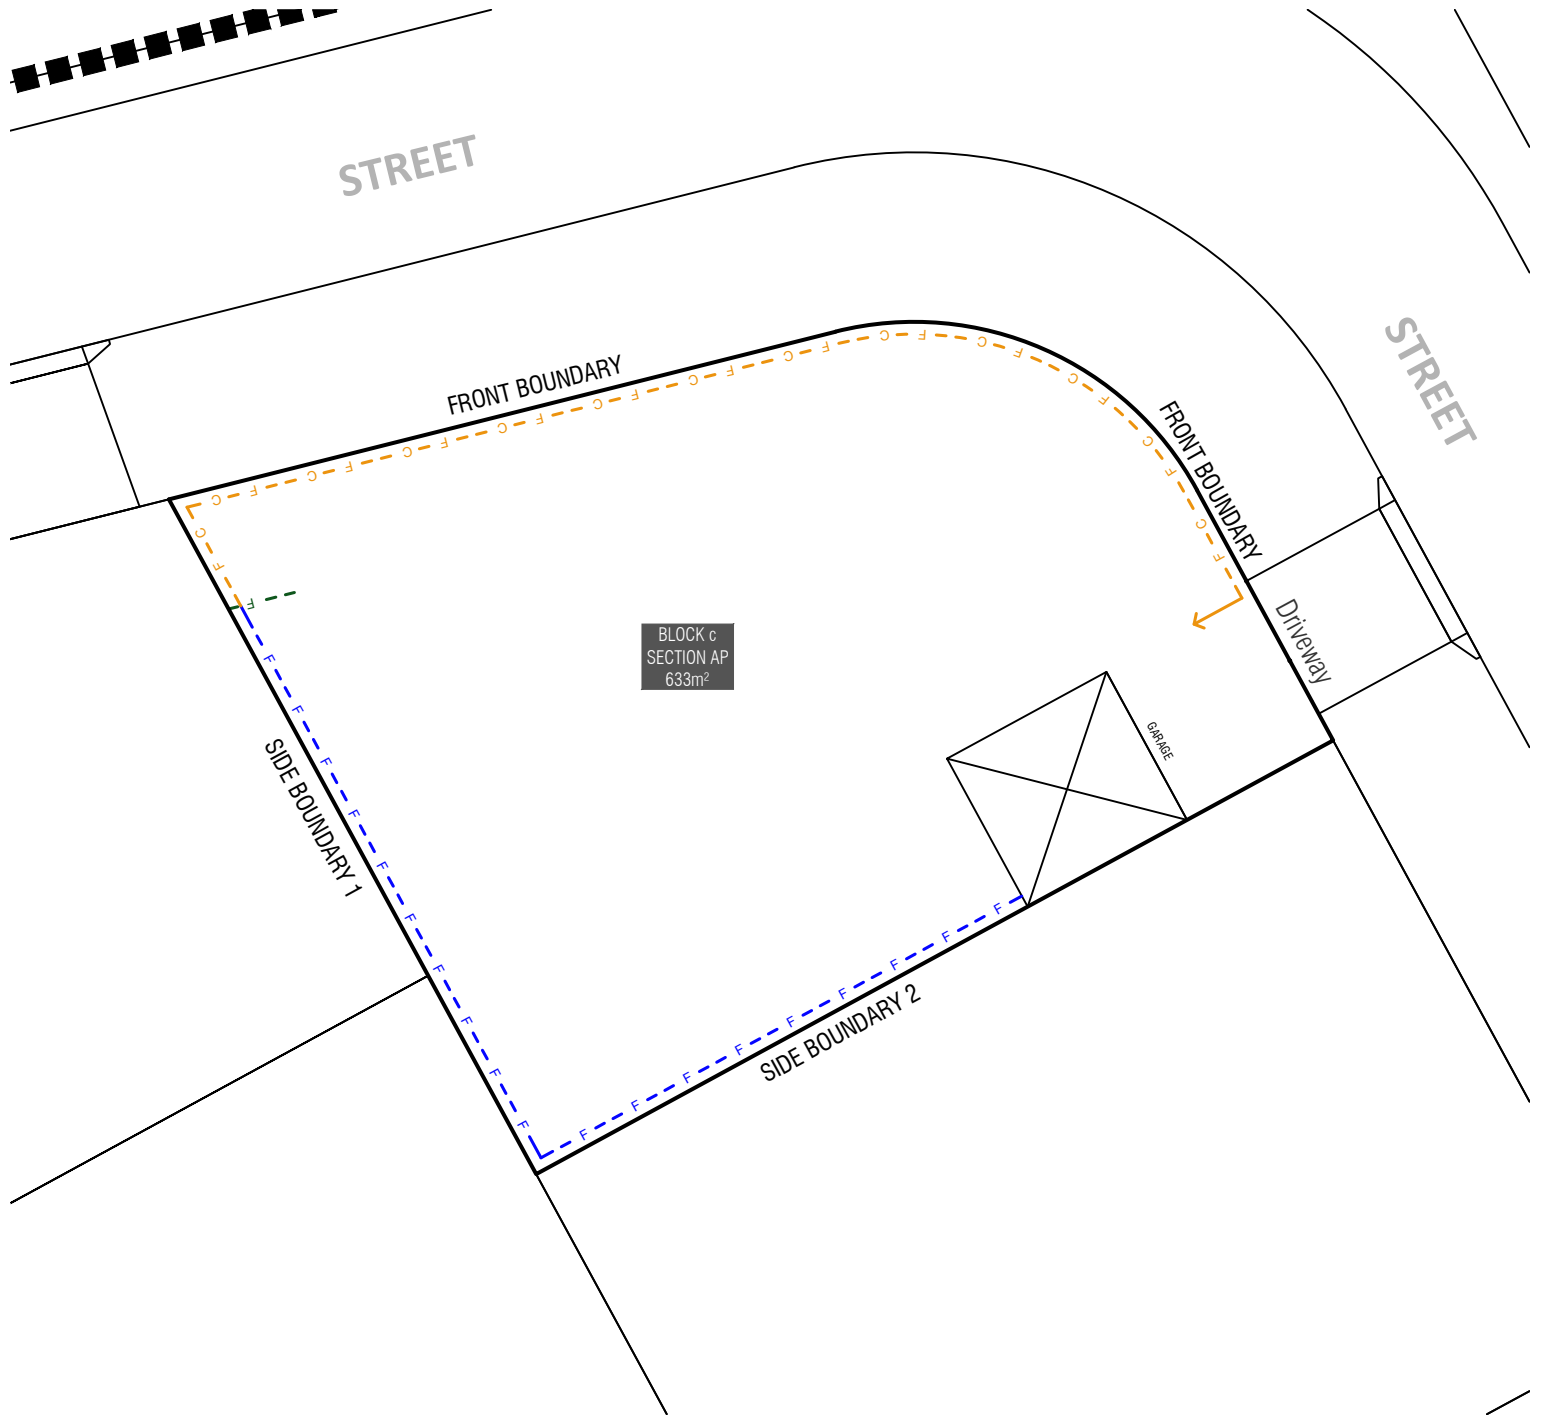 STREET
STREET
FRONT BOUNDARY
FRONT BOUNDARY
C F C F C F C F C F C F C F C F C F C F C F C F
C F
F
BLOCK c
SECTION AP
633m²
Driveway
GARAGE
SIDE BOUNDARY 1
F F F F F F F F F F
SIDE BOUNDARY 2
F F F F F F F F F